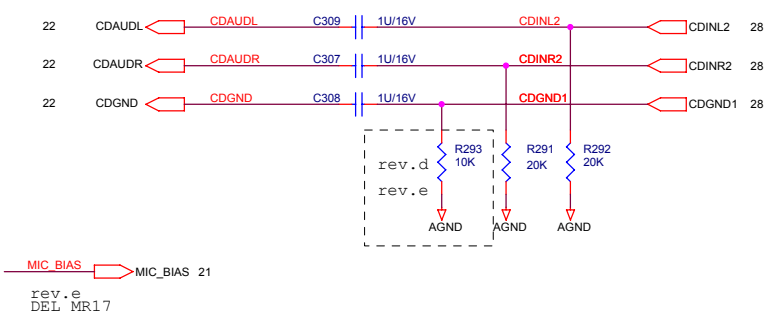 22 CDAUDL CDAUDL C309 1U/16V CDINL2 CDINL2 28
22 CDAUDR CDAUDR C307 1U/16V CDINR2 CDINR2 28
22 CDGND CDGND C308 1U/16V CDGND1 CDGND1 28
R293 R291 R292
rev.d 10K 20K 20K
rev.e
AGND AGND AGND
MIC_BIAS MIC_BIAS 21
rev.e
DEL MR17